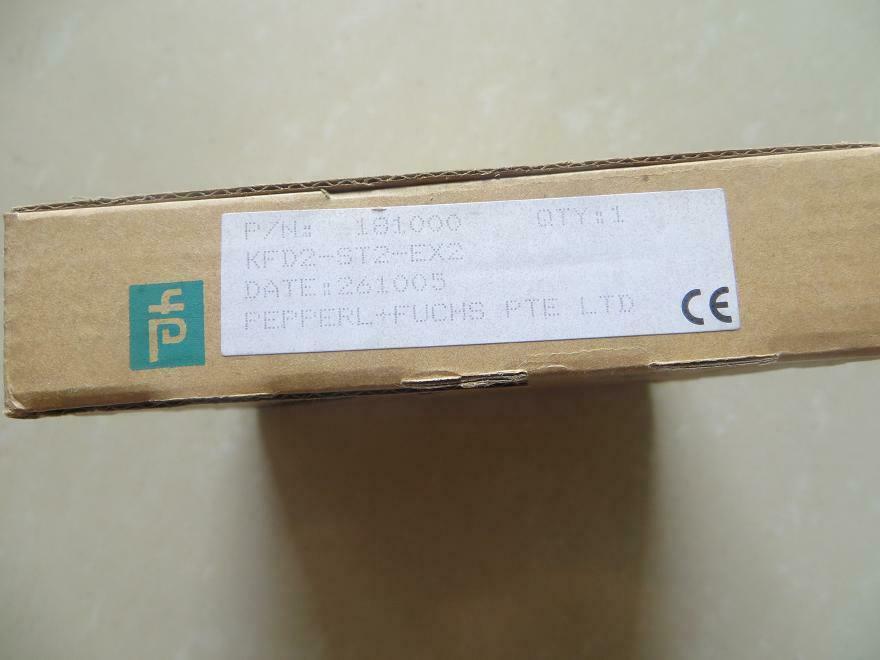 P/N: 181000 QTY:1
KFD2-ST2-EX2
DATE:261005
PEPPERL+FUCHS PTE LTD
CE